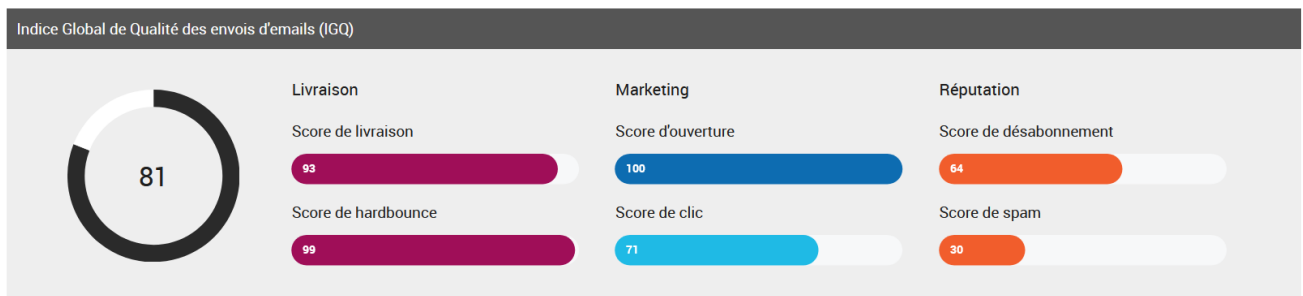 Indice Global de Qualité des envois d'emails (IGQ)
81
Livraison
Score de livraison
93
Score de hardbounce
99
Marketing
Score d'ouverture
100
Score de clic
71
Réputation
Score de désabonnement
64
Score de spam
30